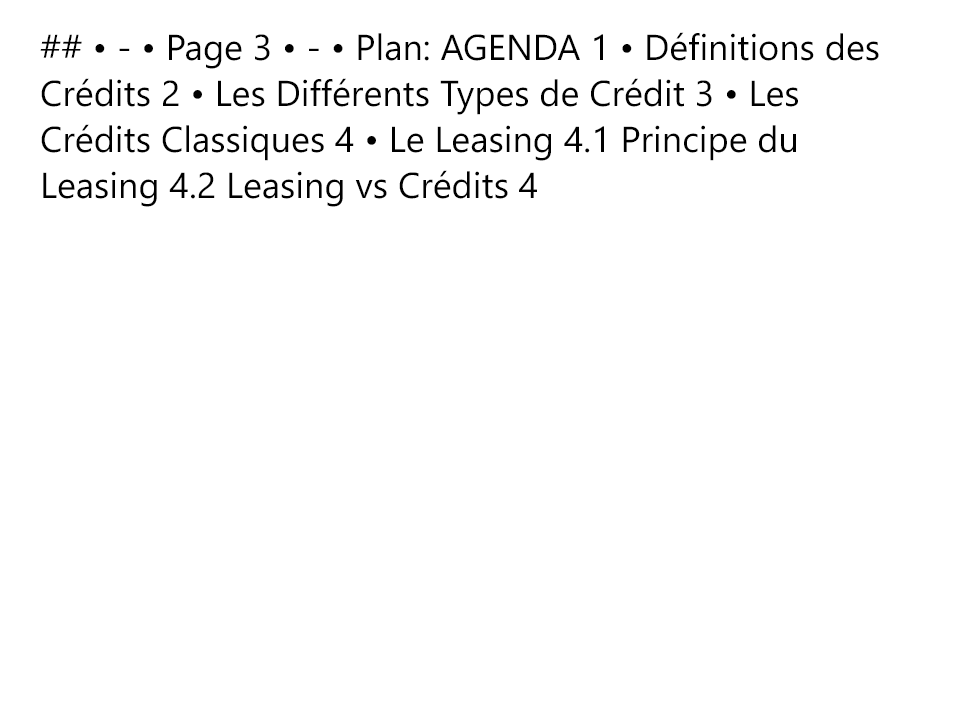 ## • - • Page 3 • - • Plan: AGENDA 1 • Définitions des
Crédits 2 • Les Différents Types de Crédit 3 • Les
Crédits Classiques 4 • Le Leasing 4.1 Principe du
Leasing 4.2 Leasing vs Crédits 4